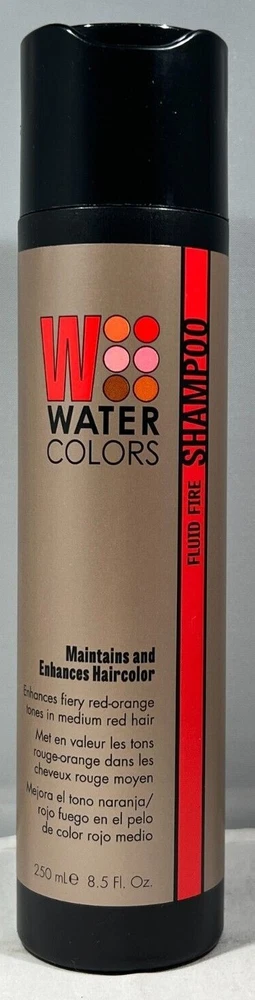 W
WATER
COLORS
FLUID FIRE SHAMPOO
Maintains and
Enhances Haircolor
Enhances fiery red-orange
tones in medium red hair
Met en valeur les tons
rouge-orange dans les
cheveux rouge moyen
Mejora el tono naranja/
rojo fuego en el pelo
de color rojo medio
250 mL℮ 8.5 Fl. Oz.